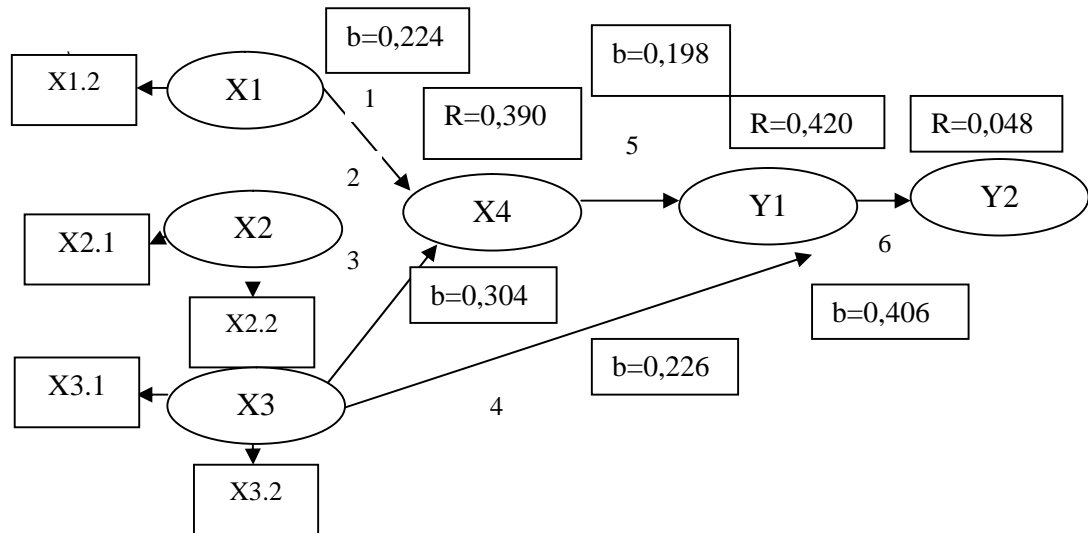 b=0,224
b=0,198
X1.2
X1
1
R=0,390
R=0,420
R=0,048
5
2
X4
Y1
Y2
X2.1
X2
3
6
b=0,304
X2.2
b=0,406
X3.1
X3
b=0,226
4
X3.2